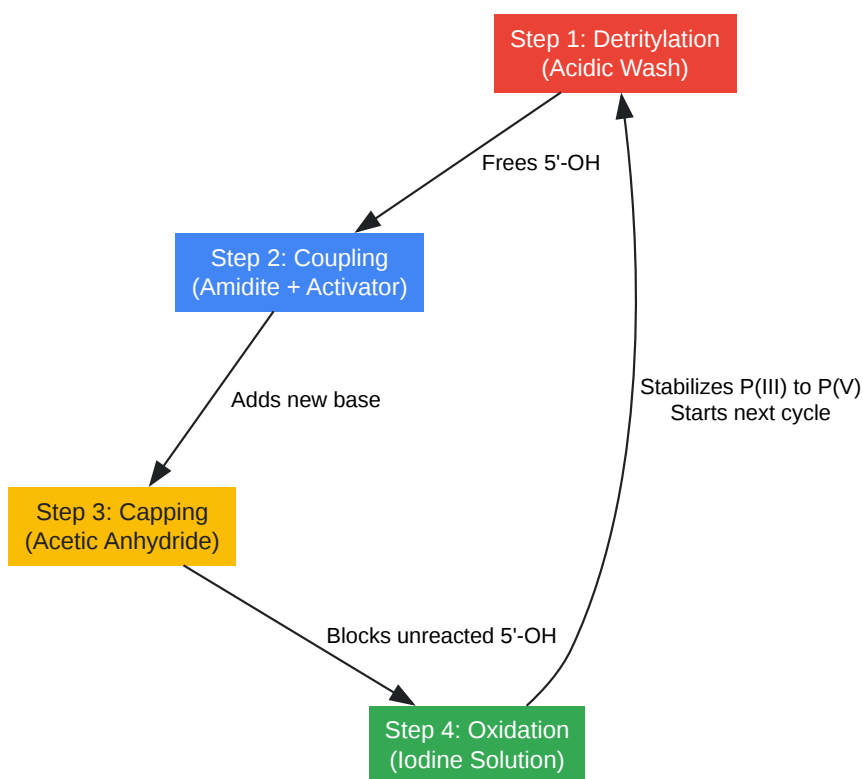 Step 1: Detritylation
(Acidic Wash)
Frees 5'-OH
Step 2: Coupling
(Amidite + Activator)
Adds new base
Stabilizes P(III) to P(V)
Starts next cycle
Step 3: Capping
(Acetic Anhydride)
Blocks unreacted 5'-OH
Step 4: Oxidation
(Iodine Solution)